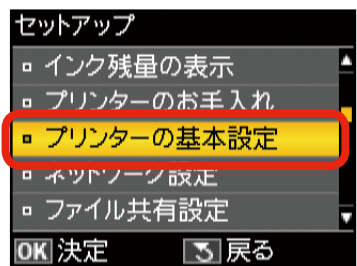 セットアップ
インク残量の表示
プリンターのお手入れ
プリンターの基本設定
ネットワーク設定
ファイル共有設定
OK 決定 戻る